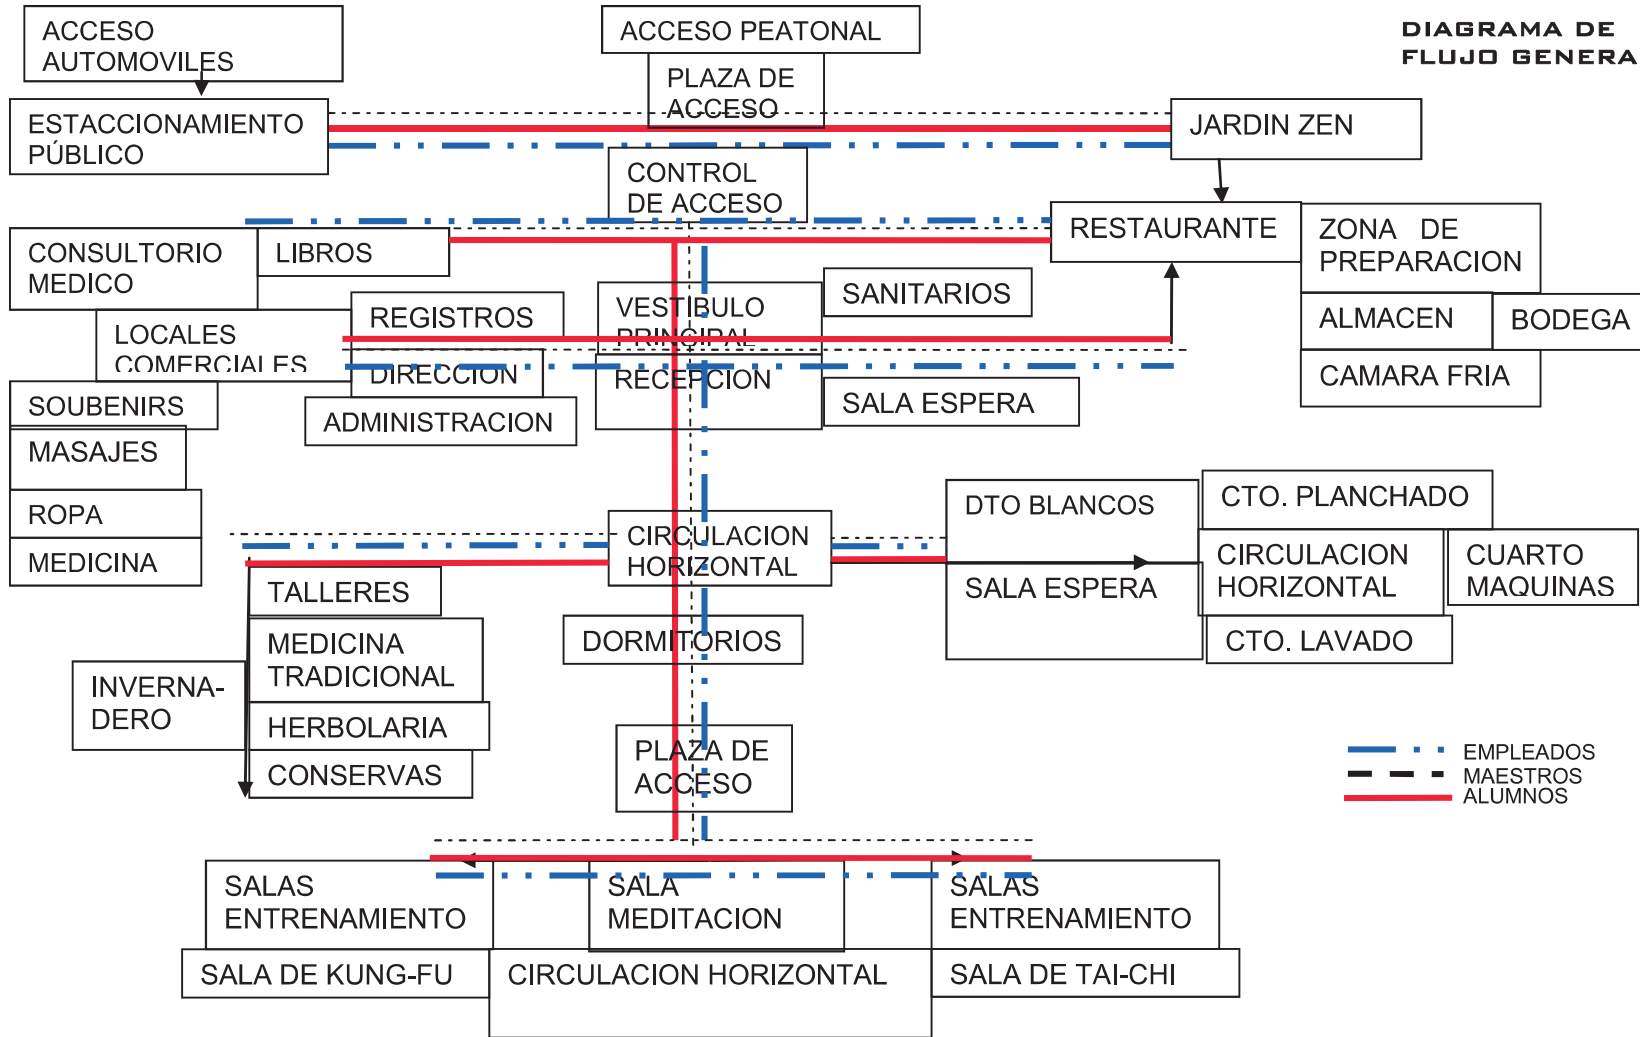 ACCESO
AUTOMOVILES
ACCESO PEATONAL
DIAGRAMA DE
FLUJO GENERA
PLAZA DE
ACCESO
ESTACCIONAMIENTO
PÚBLICO
JARDIN ZEN
CONTROL
DE ACCESO
CONSULTORIO
MEDICO
LIBROS
RESTAURANTE
ZONA DE
PREPARACION
REGISTROS
VESTIBULO
PRINCIPAL
SANITARIOS
ALMACEN
BODEGA
LOCALES
COMERCIALES
DIRECCION
RECEPCION
CAMARA FRIA
SOUBENIRS
ADMINISTRACION
SALA ESPERA
MASAJES
ROPA
MEDICINA
CIRCULACION
HORIZONTAL
DTO BLANCOS
CTO. PLANCHADO
SALA ESPERA
CIRCULACION
HORIZONTAL
CUARTO
MAQUINAS
CTO. LAVADO
TALLERES
MEDICINA
TRADICIONAL
DORMITORIOS
INVERNA-
DERO
HERBOLARIA
CONSERVAS
PLAZA DE
ACCESO
EMPLEADOS
MAESTROS
ALUMNOS
SALAS
ENTRENAMIENTO
SALA
MEDITACION
SALAS
ENTRENAMIENTO
SALA DE KUNG-FU
CIRCULACION HORIZONTAL
SALA DE TAI-CHI